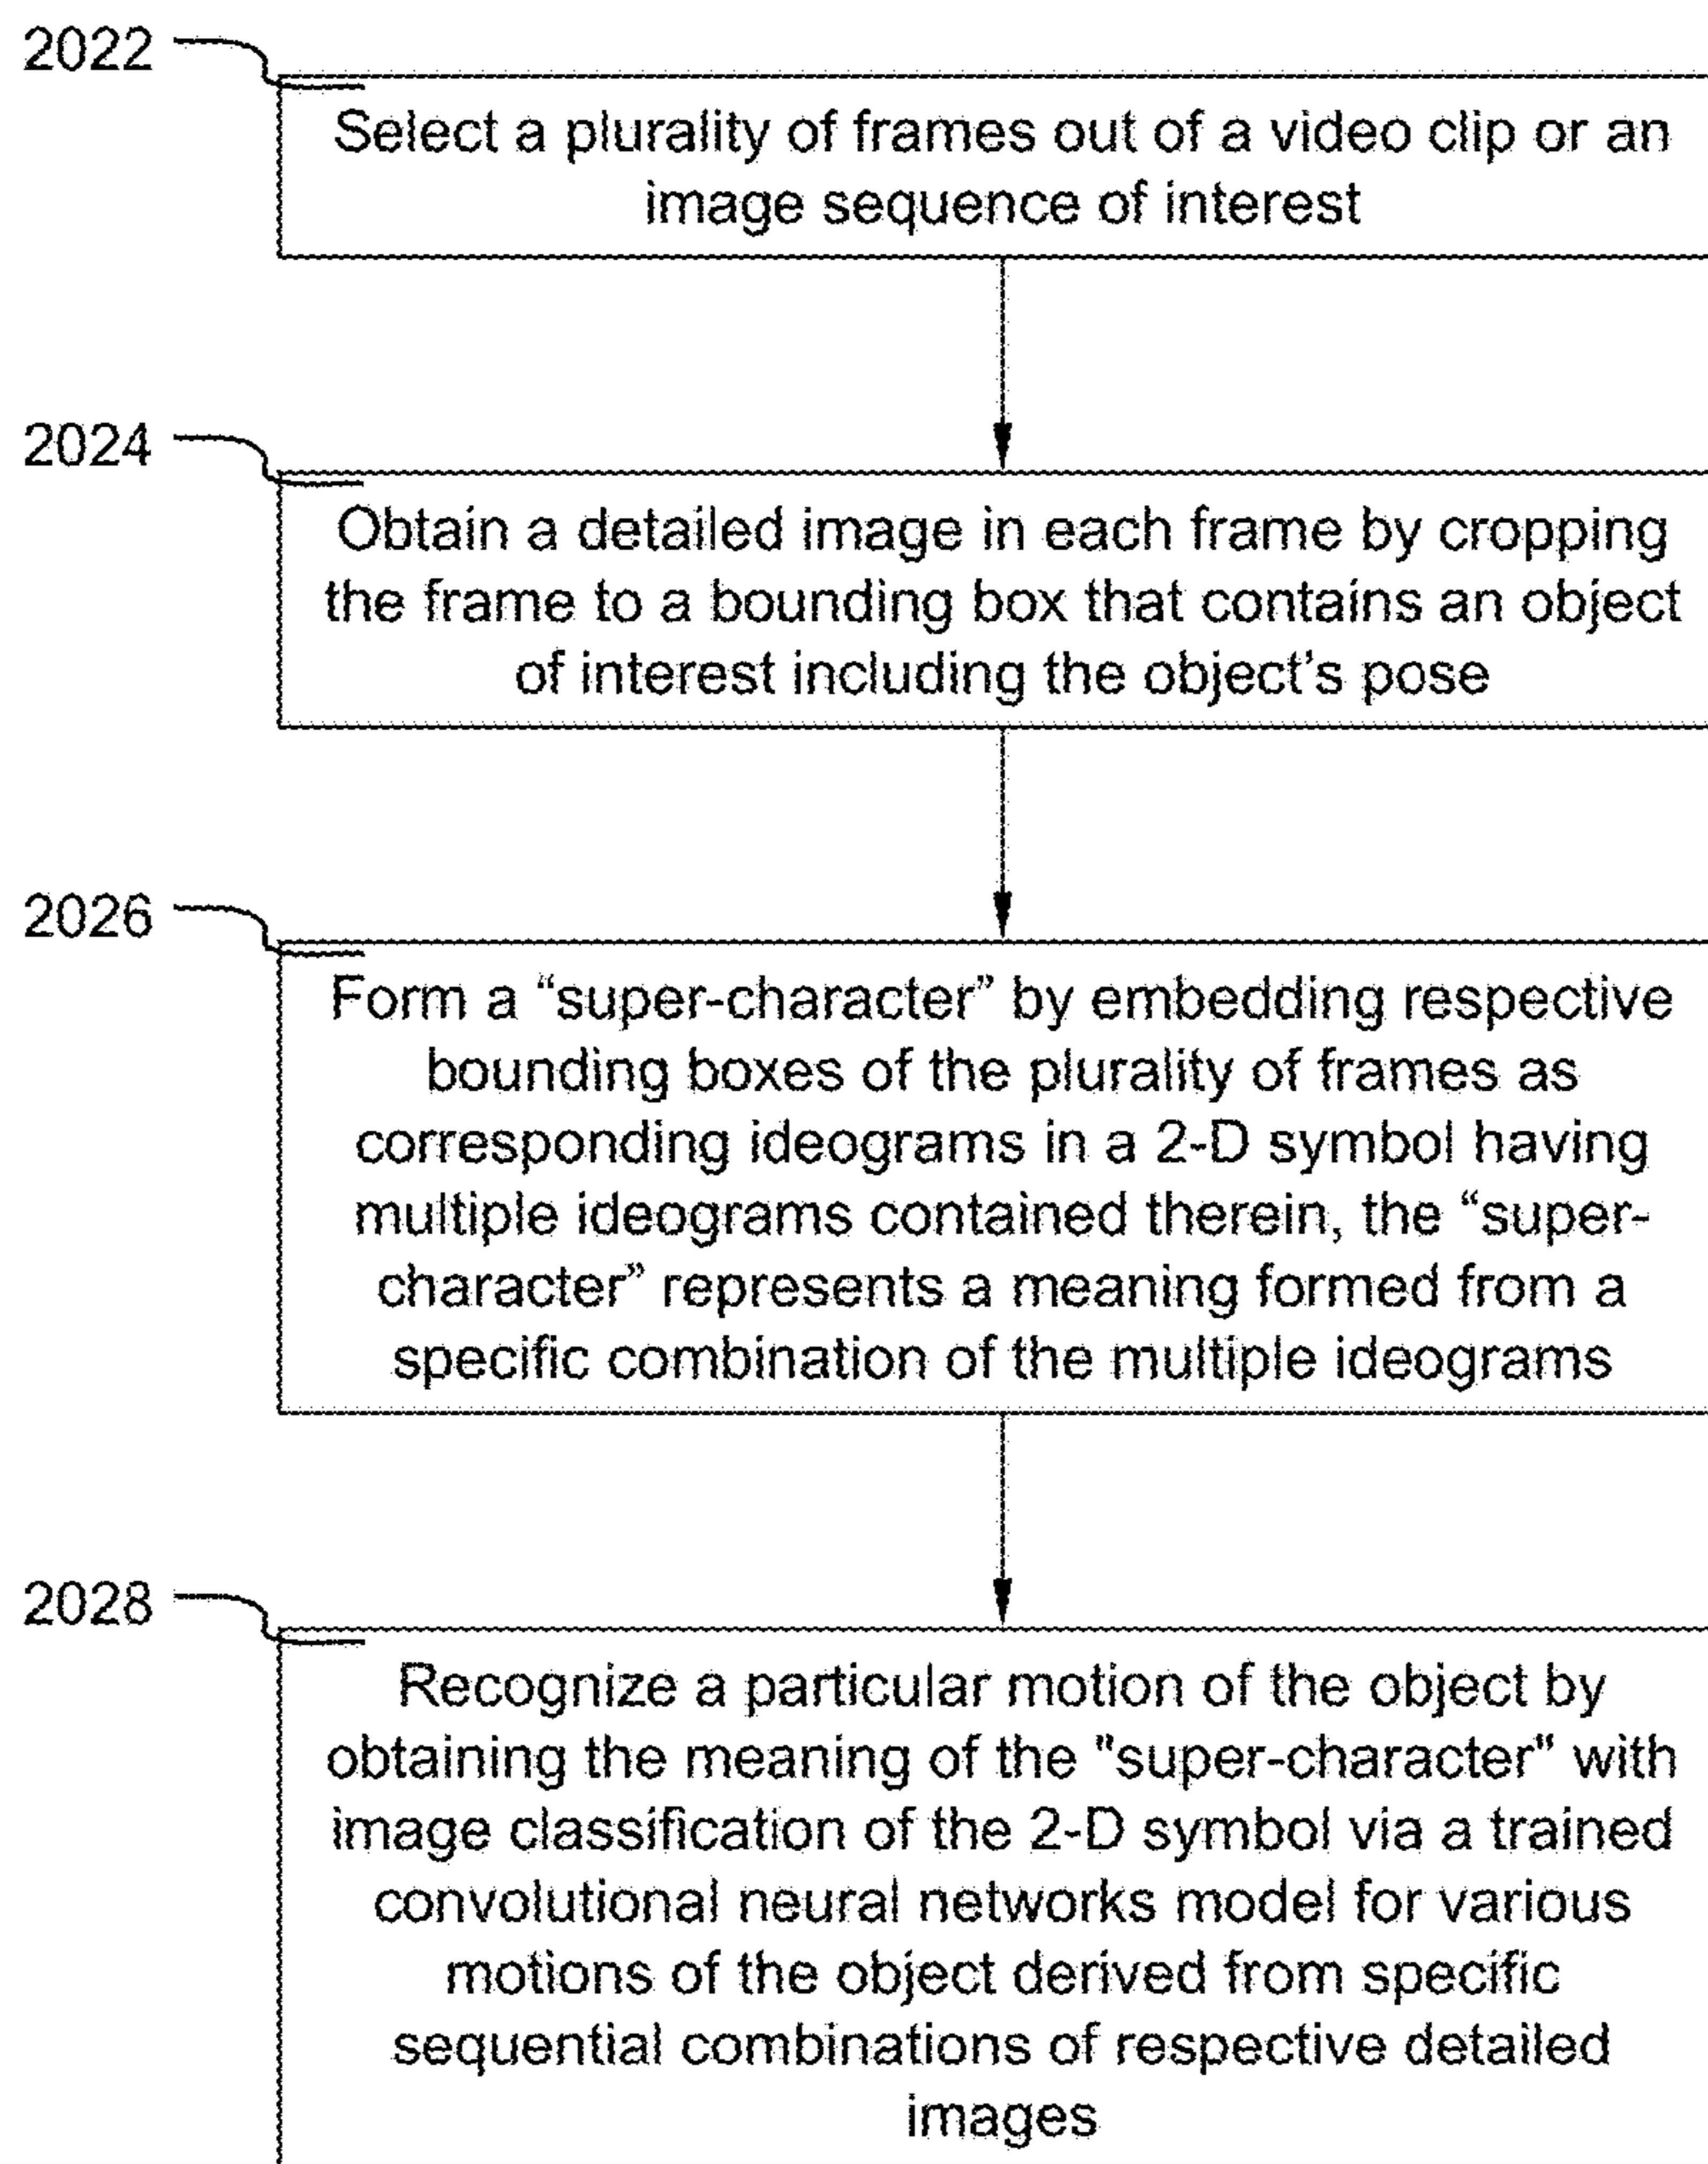 2022
Select a plurality of frames out of a video clip or an
image sequence of interest
2024
Obtain a detailed image in each frame by cropping
the frame to a bounding box that contains an object
of interest including the object’s pose
2026
Form a “super-character” by embedding respective
bounding boxes of the plurality of frames as
corresponding ideograms in a 2-D symbol having
multiple ideograms contained therein, the “super-
character” represents a meaning formed from a
specific combination of the multiple ideograms
2028
Recognize a particular motion of the object by
obtaining the meaning of the "super-character" with
image classification of the 2-D symbol via a trained
convolutional neural networks model for various
motions of the object derived from specific
sequential combinations of respective detailed
images